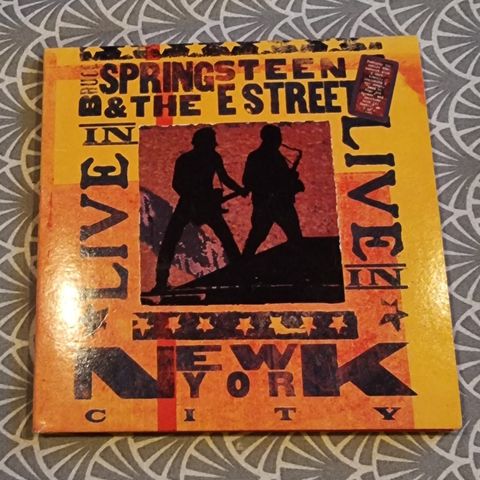 BRUCE
SPRINGSTEEN
& THE E STREET
LIVE
IN
LIVE
IN
NEW YORK
CITY